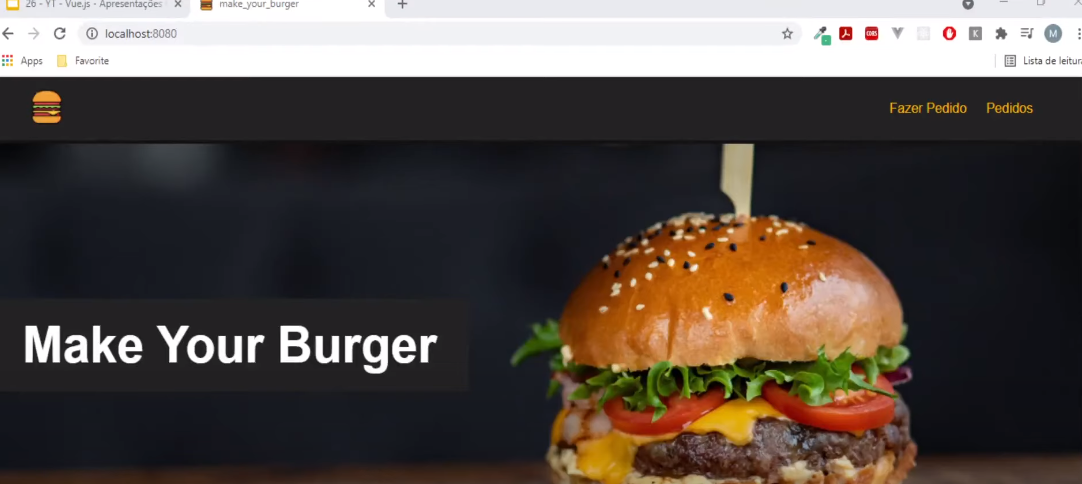 26 - YT - Vue.js - Apresentações
make_your_burger
localhost:8080
Apps
Favorite
Lista de leitura
Fazer Pedido
Pedidos
Make Your Burger
CORS
K
M